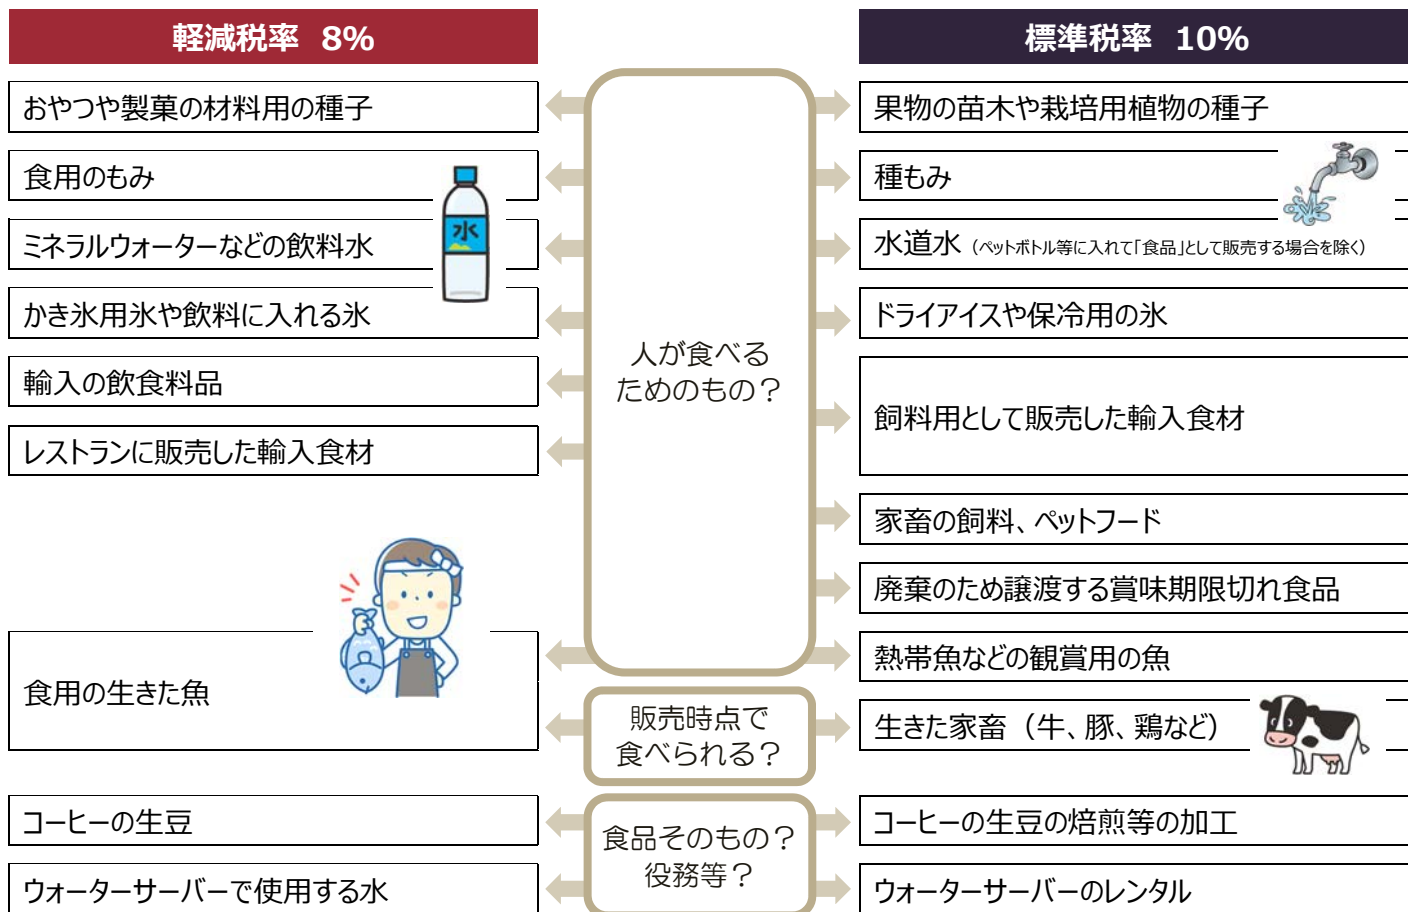 軽減税率 8%
標準税率 10%
おやつや製菓の材料用の種子
果物の苗木や栽培用植物の種子
食用のもみ
種もみ
ミネラルウォーターなどの飲料水
水
水道水（ペットボトル等に入れて「食品」として販売する場合を除く）
かき氷用氷や飲料に入れる氷
ドライアイスや保冷用の氷
人が食べる
ためのもの？
輸入の飲食料品
飼料用として販売した輸入食材
レストランに販売した輸入食材
家畜の飼料、ペットフード
廃棄のため譲渡する賞味期限切れ食品
熱帯魚などの観賞用の魚
食用の生きた魚
販売時点で
食べられる？
生きた家畜（牛、豚、鶏など）
コーヒーの生豆
食品そのもの？
役務等？
コーヒーの生豆の焙煎等の加工
ウォーターサーバーで使用する水
ウォーターサーバーのレンタル